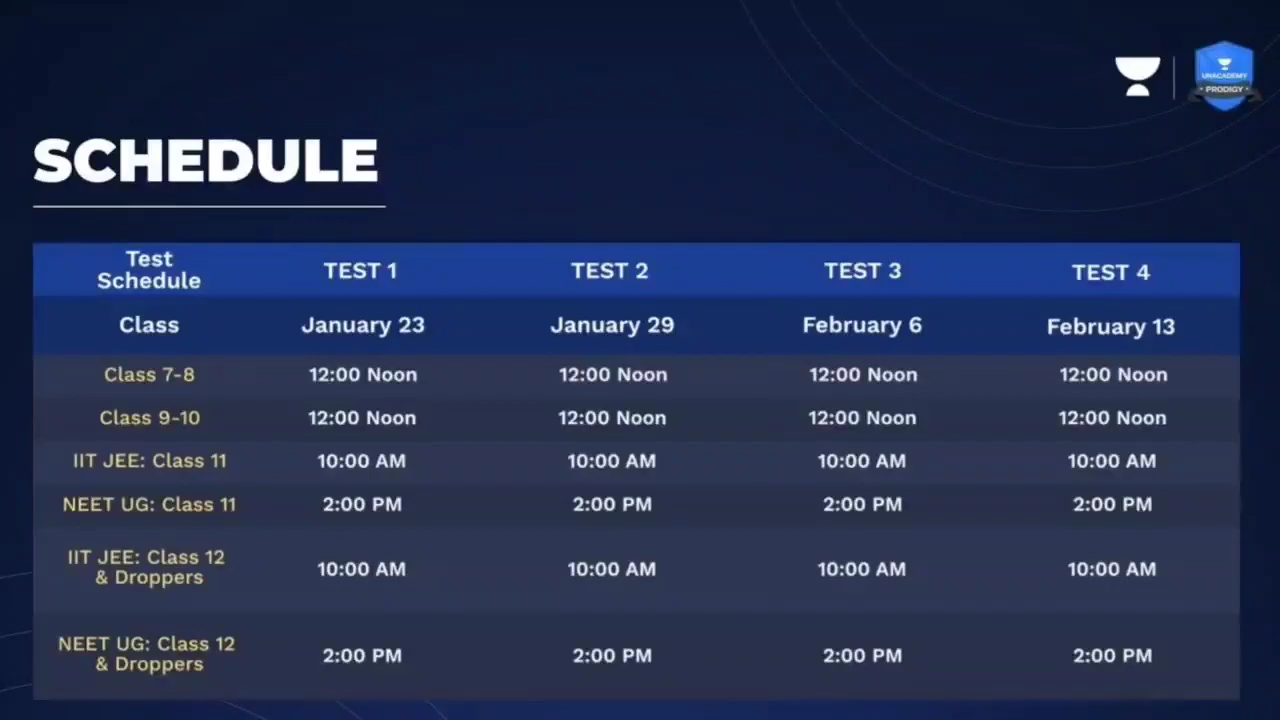 UNACADEMY
PRODIGY
SCHEDULE
Test Schedule TEST 1 TEST 2 TEST 3 TEST 4
Class January 23 January 29 February 6 February 13
Class 7-8 12:00 Noon 12:00 Noon 12:00 Noon 12:00 Noon
Class 9-10 12:00 Noon 12:00 Noon 12:00 Noon 12:00 Noon
IIT JEE: Class 11 10:00 AM 10:00 AM 10:00 AM 10:00 AM
NEET UG: Class 11 2:00 PM 2:00 PM 2:00 PM 2:00 PM
IIT JEE: Class 12 & Droppers 10:00 AM 10:00 AM 10:00 AM 10:00 AM
NEET UG: Class 12 & Droppers 2:00 PM 2:00 PM 2:00 PM 2:00 PM